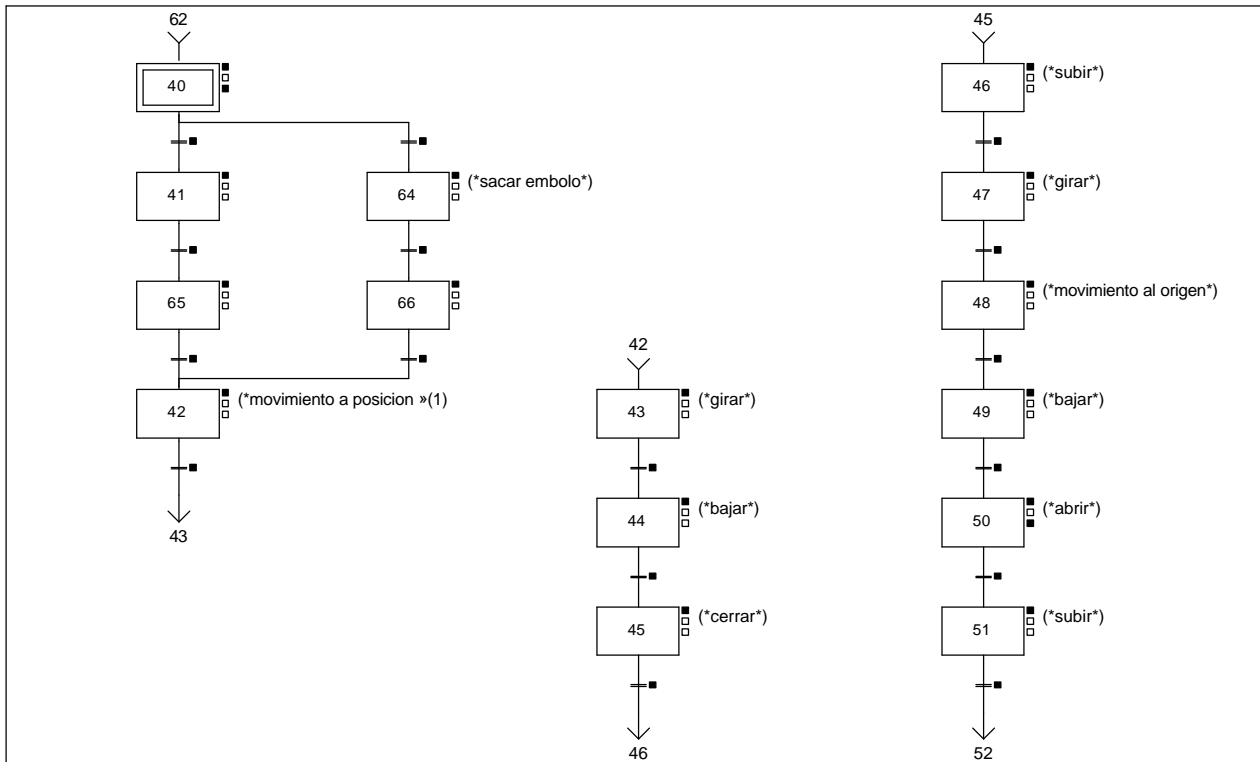 62
40
41
64 (*sacar embolo*)
65
66
42 (*movimiento a posicion »(1)
43
42
43 (*girar*)
44 (*bajar*)
45 (*cerrar*)
46
45
46 (*subir*)
47 (*girar*)
48 (*movimiento al origen*)
49 (*bajar*)
50 (*abrir*)
51 (*subir*)
52